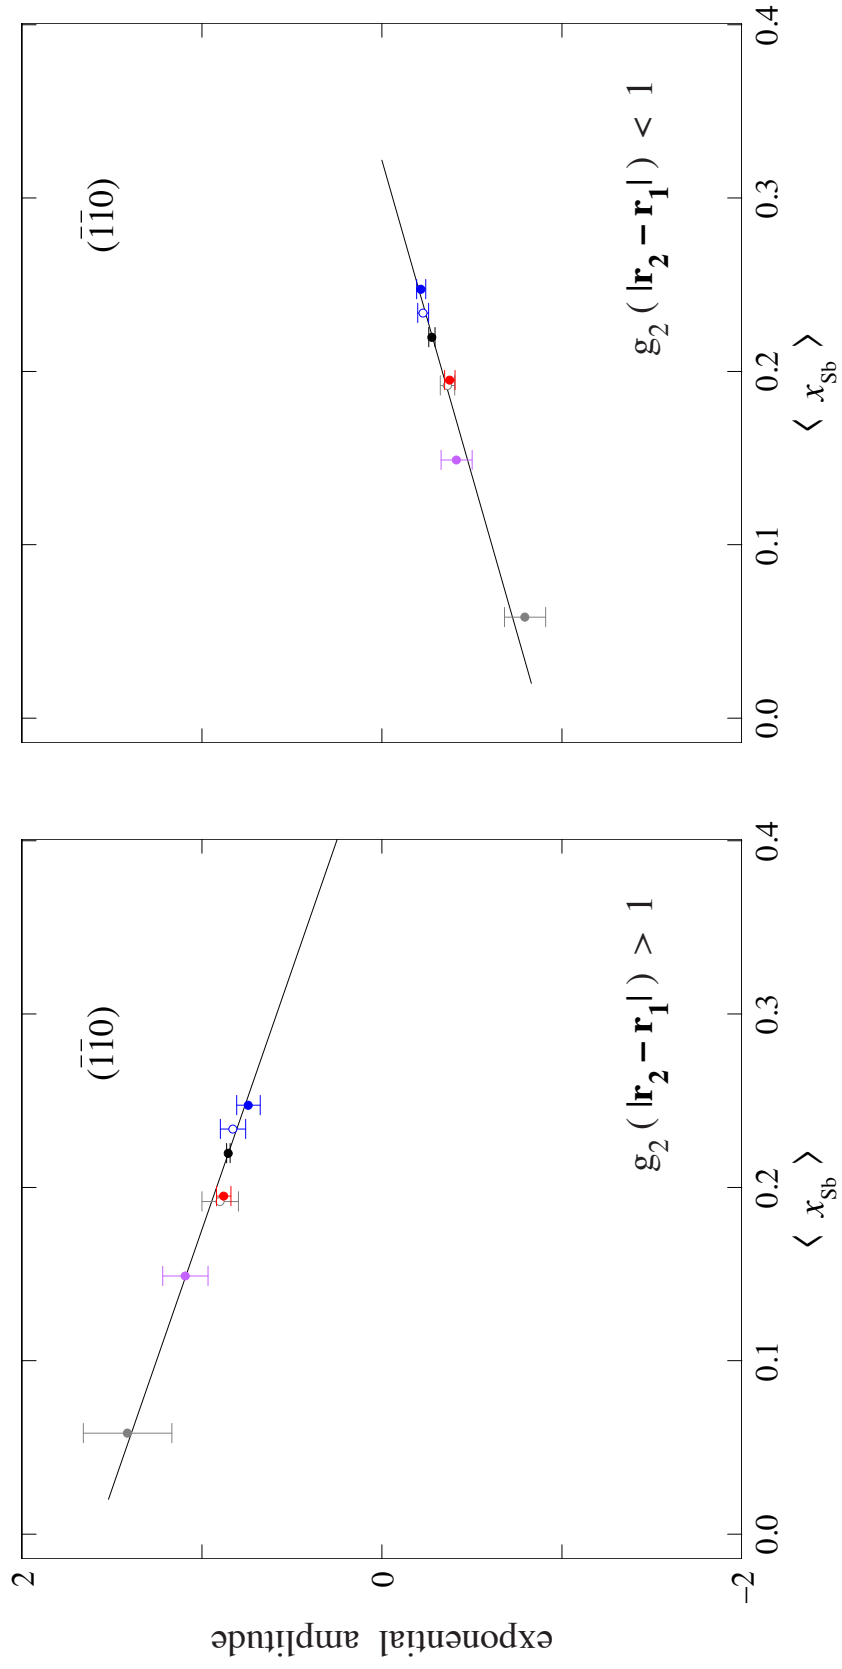 exponential amplitude
2
0
−2
(1̄1̄0)
g₂ ( |r₂ − r₁| ) > 1
0.0 0.1 0.2 0.3 0.4
< x_Sb >
(1̄1̄0)
g₂ ( |r₂ − r₁| ) < 1
0.0 0.1 0.2 0.3 0.4
< x_Sb >